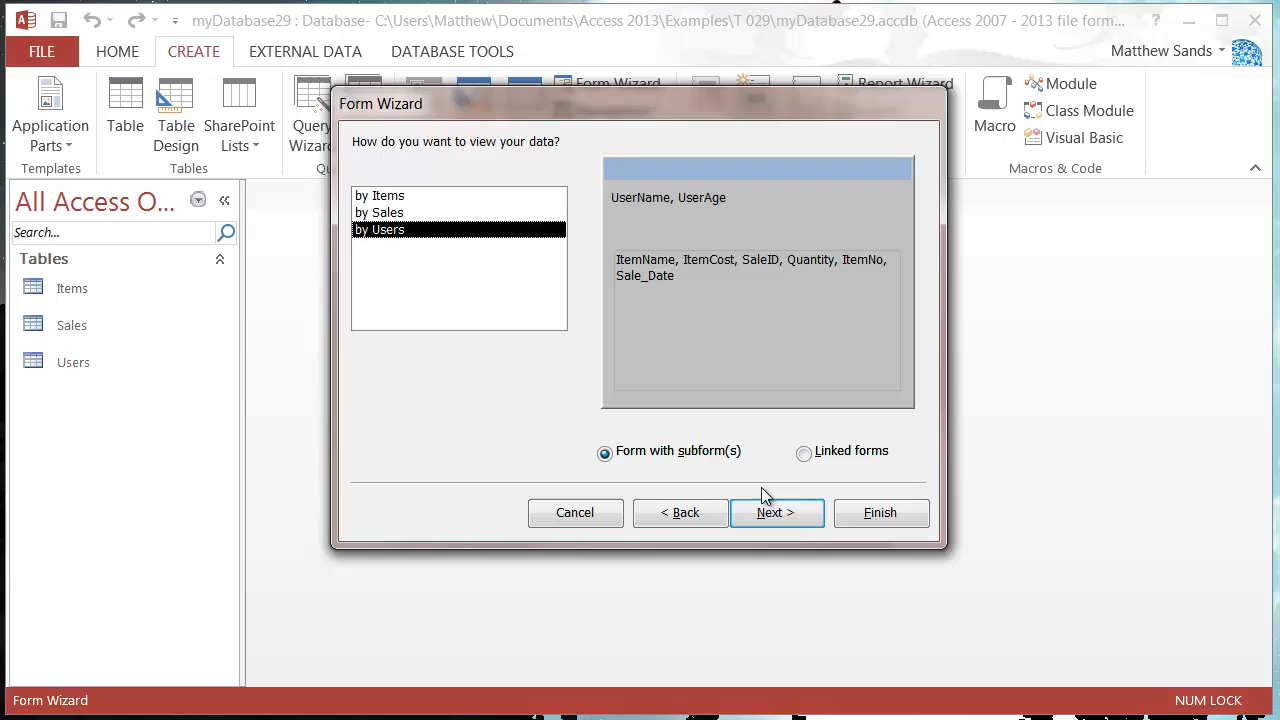 myDatabase29 : Database- C:\Users\Matthew\Documents\Access 2013\Examples\T 029\myDatabase29.accdb (Access 2007 - 2013 file form...
?
FILE HOME CREATE EXTERNAL DATA DATABASE TOOLS Matthew Sands
Application Parts
Templates
Table
Table Design
SharePoint Lists
Tables
Query
Form Wizard
Report Wizard
Macro
Module
Class Module
Visual Basic
Macros & Code
All Access O...
Search...
Tables
Items
Sales
Users
Form Wizard
How do you want to view your data?
by Items
by Sales
by Users
UserName, UserAge
ItemName, ItemCost, SaleID, Quantity, ItemNo,
Sale_Date
Form with subform(s) Linked forms
Cancel < Back Next > Finish
Form Wizard NUM LOCK